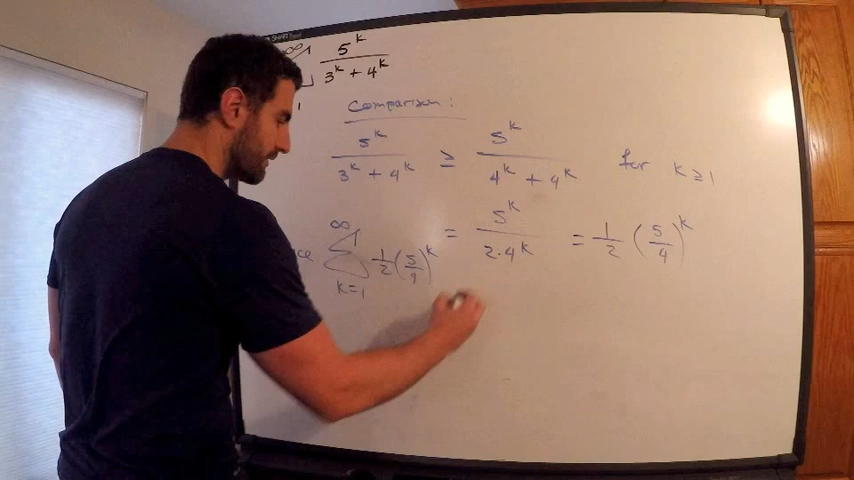 ∞ Σ 1 5^k / (3^k + 4^k)
Comparison:
5^k / (3^k + 4^k) ≥ 5^k / (4^k + 4^k) for k ≥ 1
= 5^k / (2·4^k) = 1/2 (5/4)^k
∞ Σ k=1 1/2 (5/4)^k